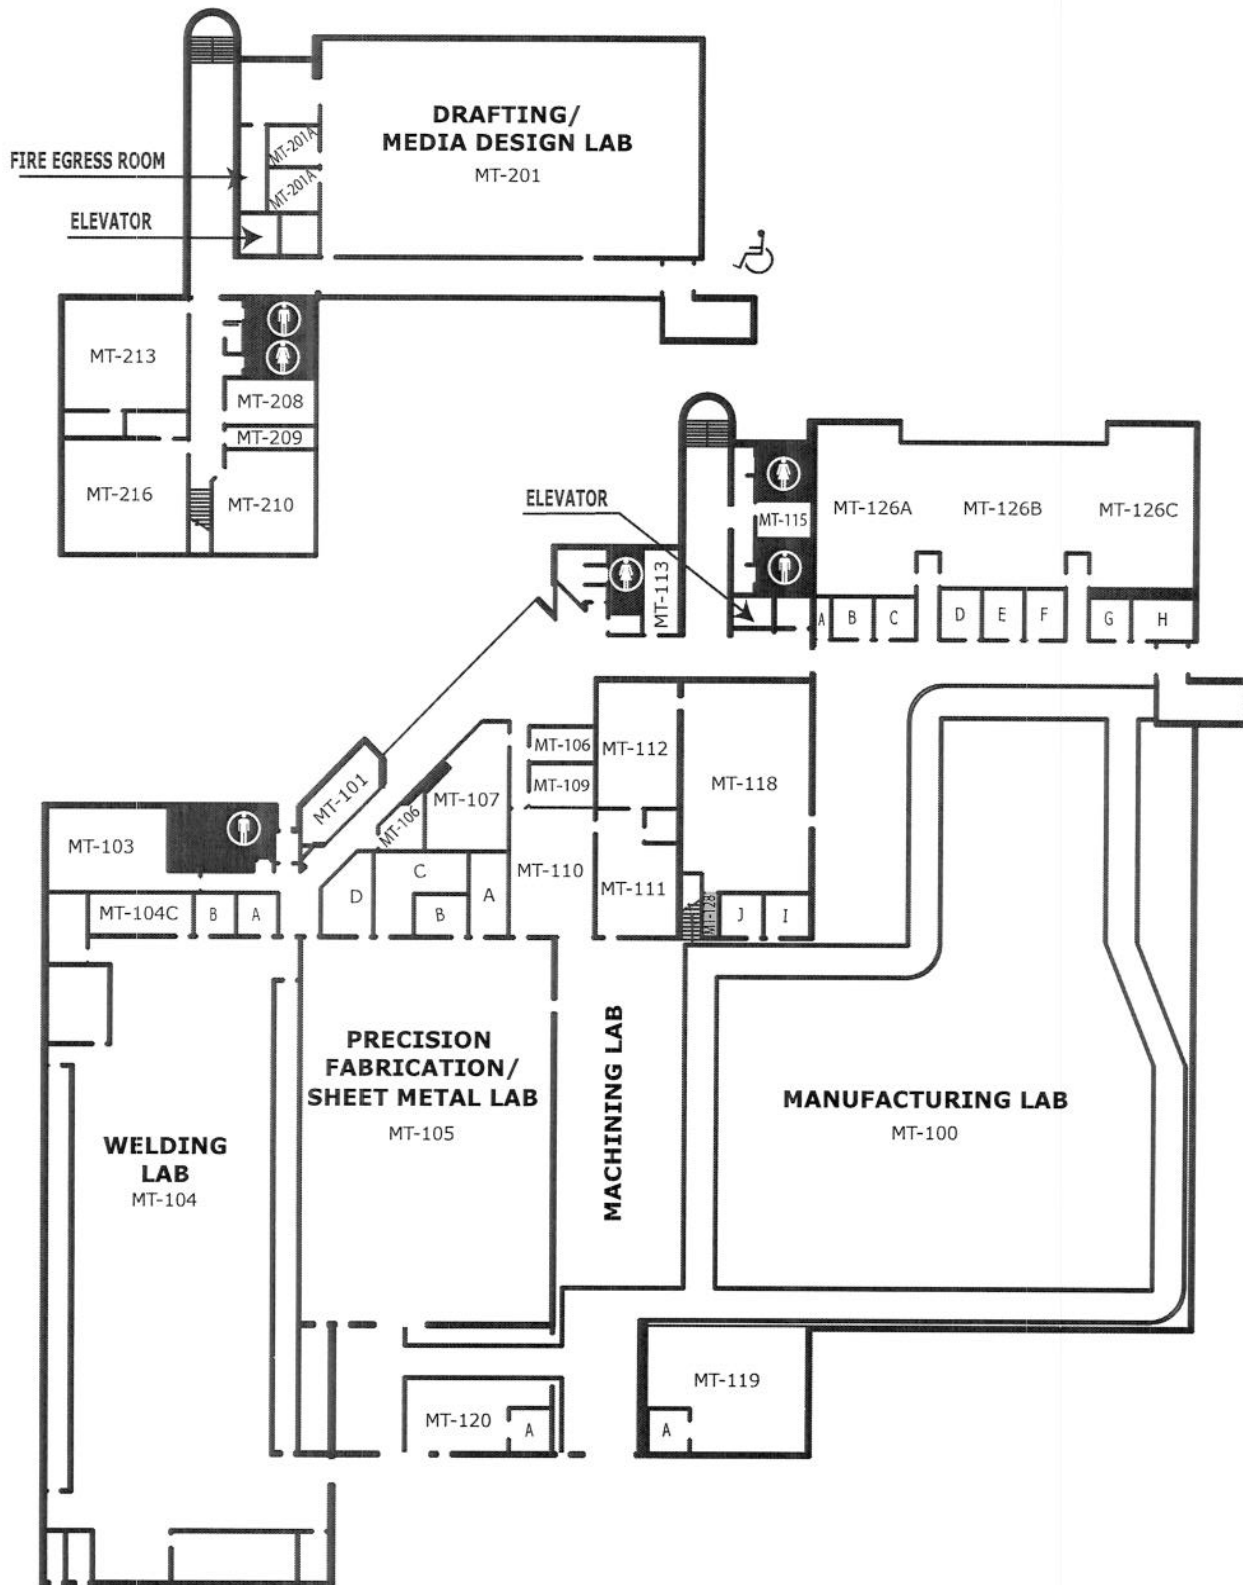 DRAFTING/
MEDIA DESIGN LAB
MT-201
MT-201A
MT-201A
FIRE EGRESS ROOM
ELEVATOR
MT-213
MT-208
MT-209
MT-216
MT-210
ELEVATOR
MT-115
MT-126A
MT-126B
MT-126C
MT-113
A
B
C
D
E
F
G
H
MT-106
MT-112
MT-118
MT-109
MT-101
MT-107
MT-106
MT-103
MT-110
MT-111
D
C
A
B
MT-104C
B
A
MT-128
J
I
PRECISION
FABRICATION/
SHEET METAL LAB
MT-105
MACHINING LAB
MANUFACTURING LAB
MT-100
WELDING
LAB
MT-104
MT-119
A
MT-120
A